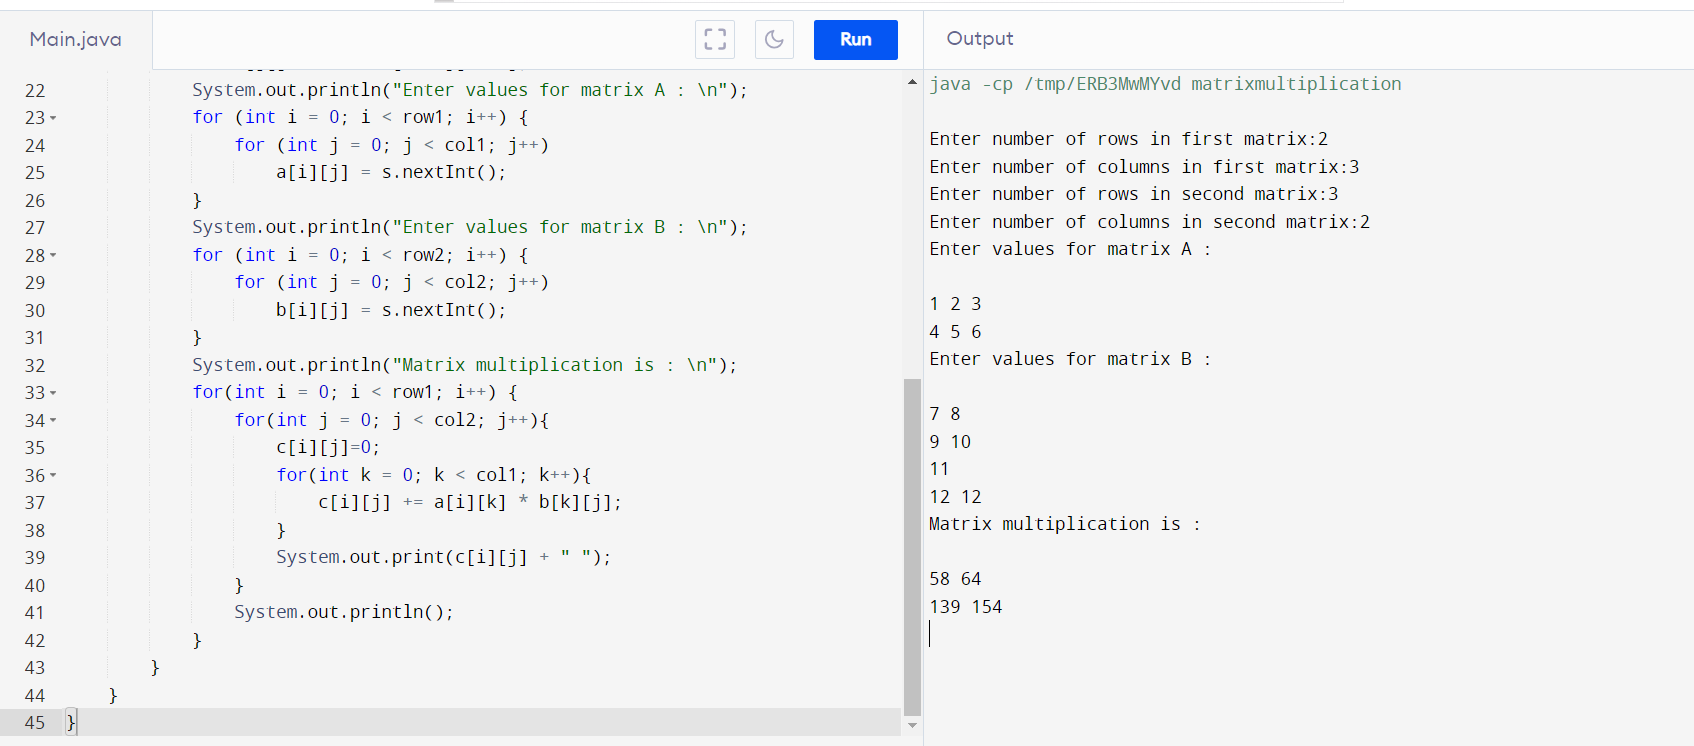 Main.java
Run
22 System.out.println("Enter values for matrix A : \n");
23 for (int i = 0; i < row1; i++) {
24 for (int j = 0; j < col1; j++)
25 a[i][j] = s.nextInt();
26 }
27 System.out.println("Enter values for matrix B : \n");
28 for (int i = 0; i < row2; i++) {
29 for (int j = 0; j < col2; j++)
30 b[i][j] = s.nextInt();
31 }
32 System.out.println("Matrix multiplication is : \n");
33 for(int i = 0; i < row1; i++) {
34 for(int j = 0; j < col2; j++){
35 c[i][j]=0;
36 for(int k = 0; k < col1; k++){
37 c[i][j] += a[i][k] * b[k][j];
38 }
39 System.out.print(c[i][j] + " ");
40 }
41 System.out.println();
42 }
43 }
44 }
45 }
Output
java -cp /tmp/ERB3MwMYvd matrixmultiplication
Enter number of rows in first matrix:2
Enter number of columns in first matrix:3
Enter number of rows in second matrix:3
Enter number of columns in second matrix:2
Enter values for matrix A :
1 2 3
4 5 6
Enter values for matrix B :
7 8
9 10
11
12 12
Matrix multiplication is :
58 64
139 154